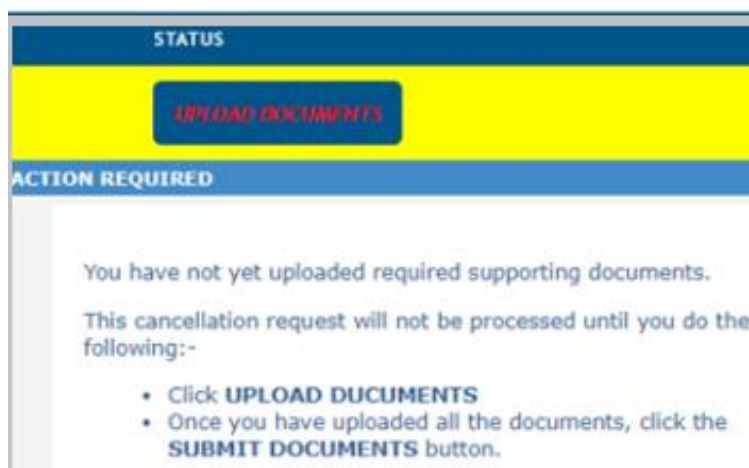 STATUS
UPLOAD DOCUMENTS
ACTION REQUIRED
You have not yet uploaded required supporting documents.
This cancellation request will not be processed until you do the
following:-
• Click UPLOAD DUCUMENTS
• Once you have uploaded all the documents, click the
SUBMIT DOCUMENTS button.